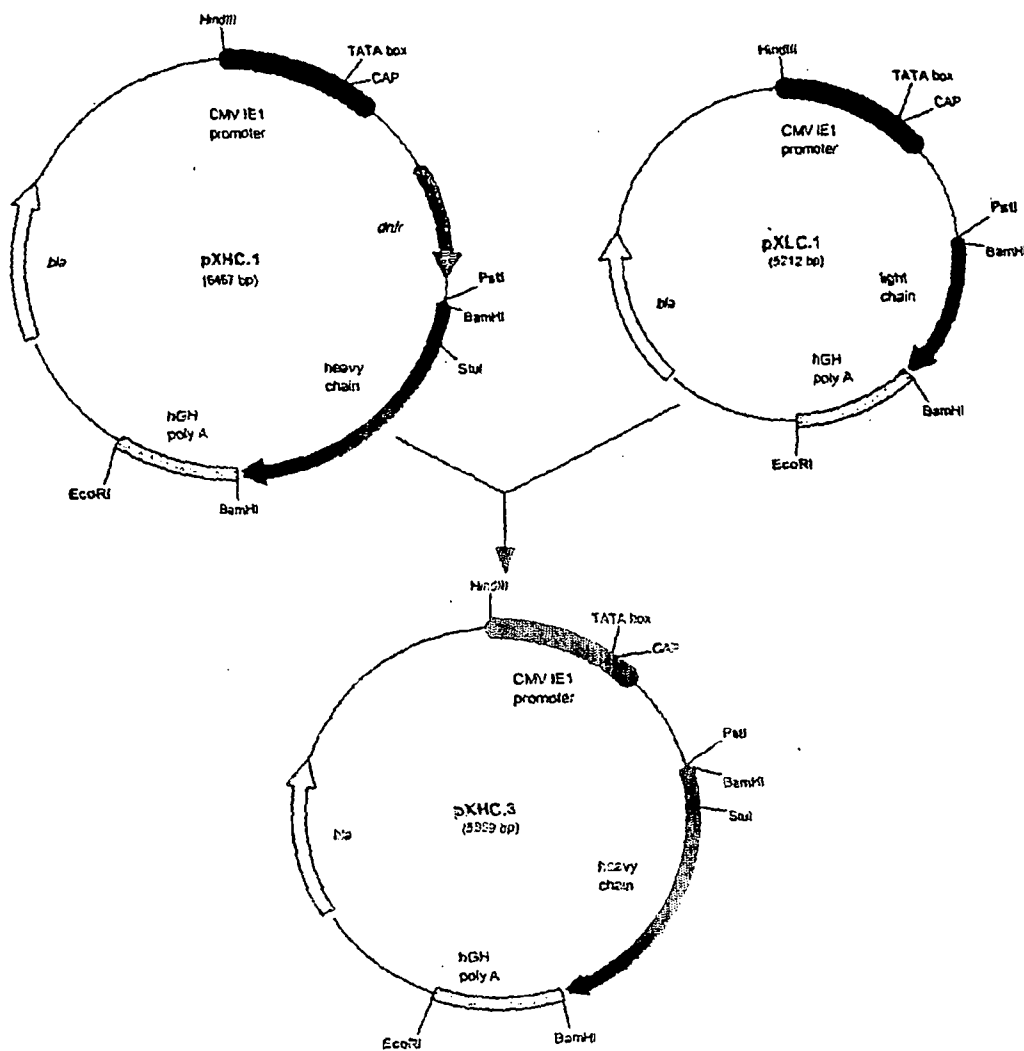 HindIII
TATA box
CAP
CMV IE1
promoter
dhfr
bla
pXHC.1
(6467 bp)
PstI
BamHI
StuI
heavy
chain
hGH
poly A
EcoRI
BamHI
HindIII
TATA box
CAP
CMV IE1
promoter
PstI
BamHI
pXLC.1
(5212 bp)
light
chain
bla
hGH
poly A
BamHI
EcoRI
HindIII
TATA box
CAP
CMV IE1
promoter
PstI
BamHI
StuI
pXHC.3
bla
heavy
chain
hGH
poly A
EcoRI
BamHI